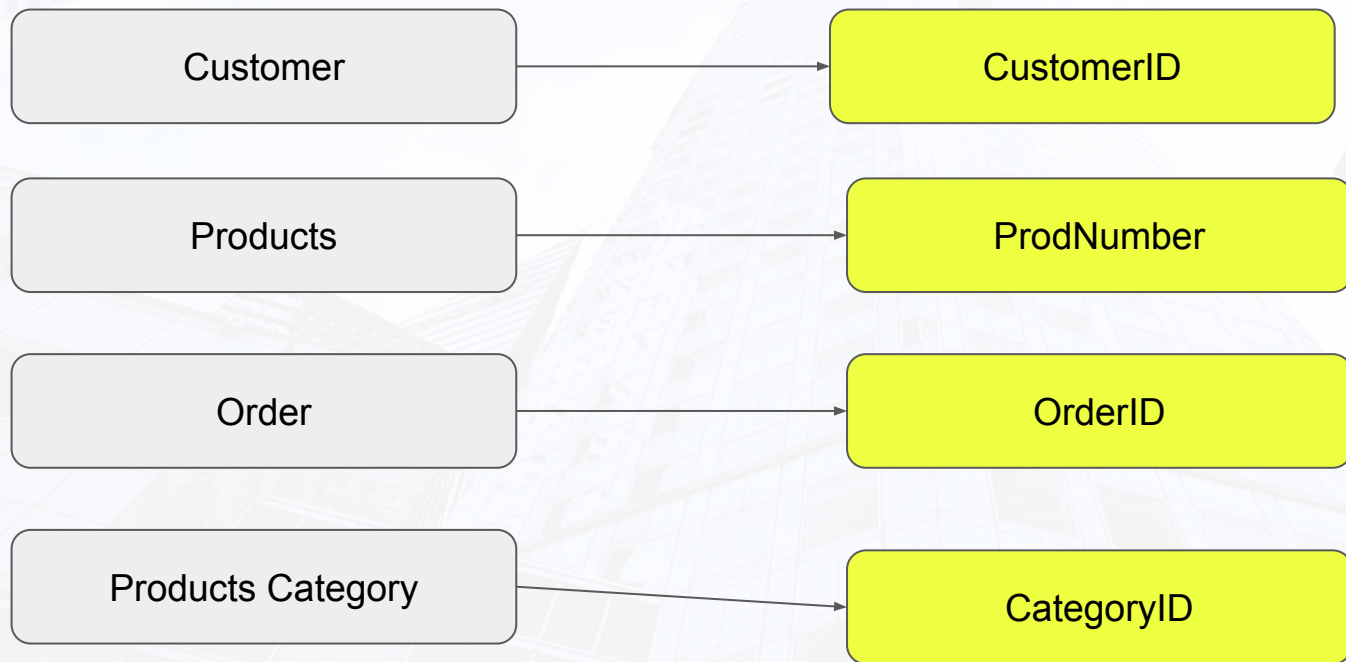 Customer
CustomerID
Products
ProdNumber
Order
OrderID
Products Category
CategoryID